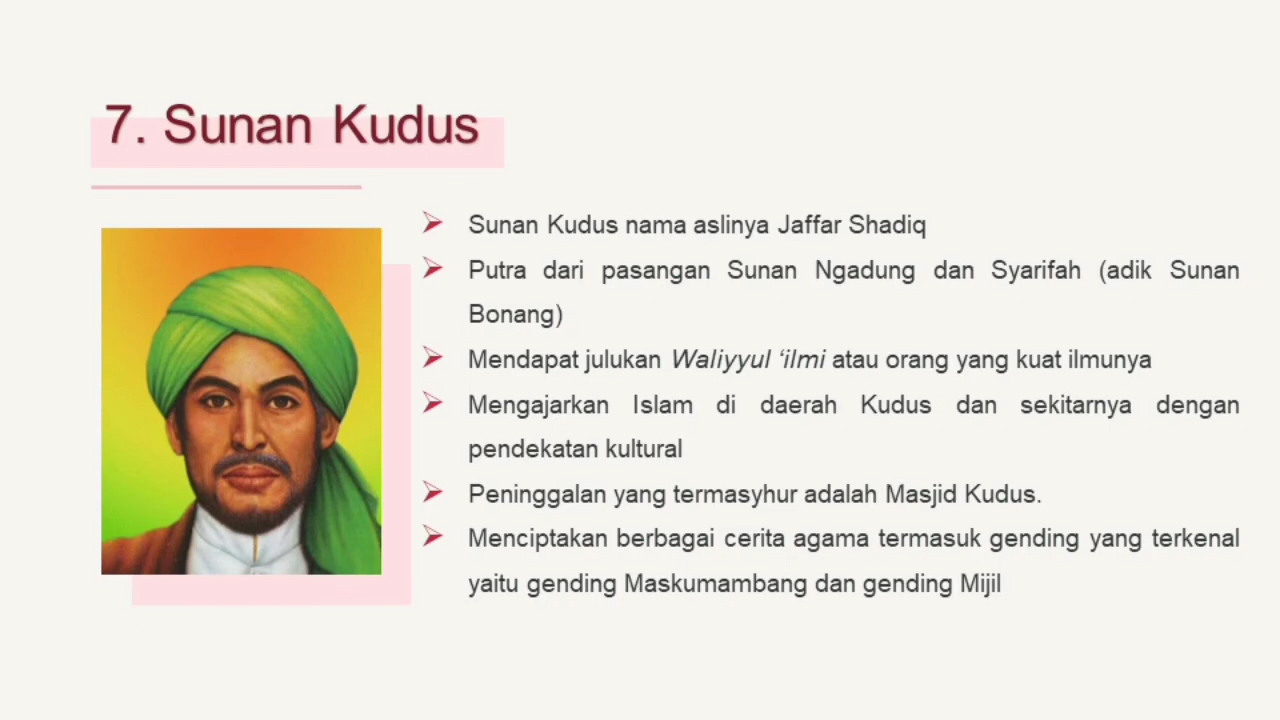 7. Sunan Kudus
Sunan Kudus nama aslinya Jaffar Shadiq
Putra dari pasangan Sunan Ngadung dan Syarifah (adik Sunan
Bonang)
Mendapat julukan Waliyyul ‘ilmi atau orang yang kuat ilmunya
Mengajarkan Islam di daerah Kudus dan sekitarnya dengan
pendekatan kultural
Peninggalan yang termasyhur adalah Masjid Kudus.
Menciptakan berbagai cerita agama termasuk gending yang terkenal
yaitu gending Maskumambang dan gending Mijil